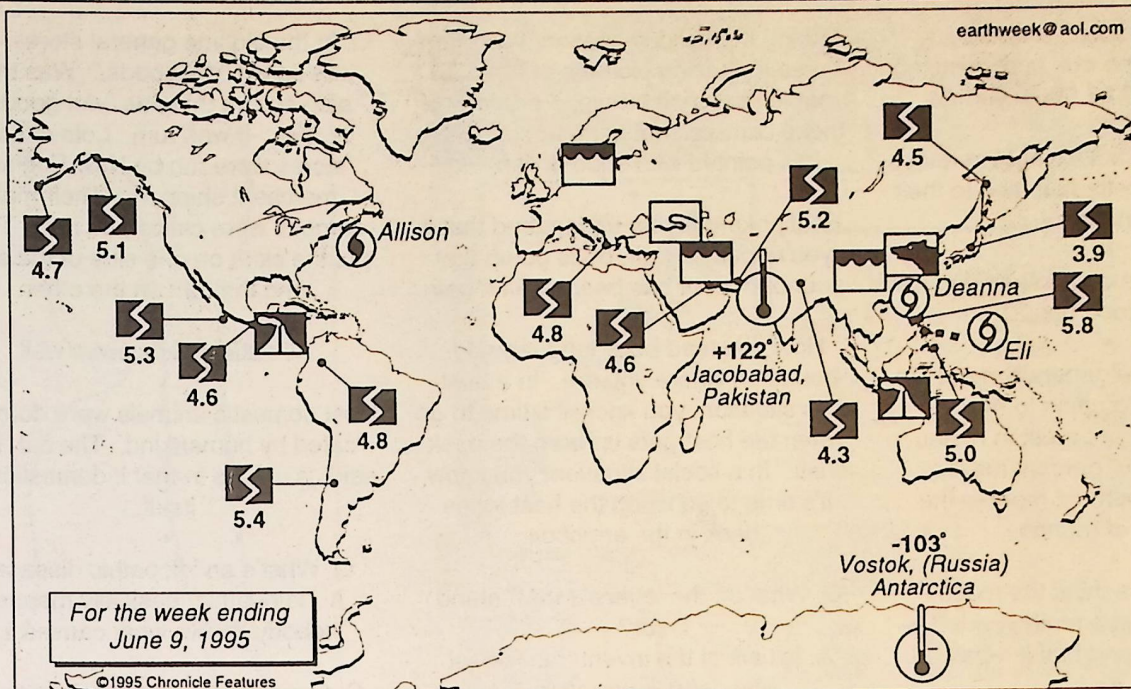 earthweek@aol.com
4.5
5.2
3.9
4.7
5.1
Allison
Deanna
5.8
Eli
5.3
4.8
4.6
+122°
Jacobabad,
Pakistan
4.6
4.8
4.3
5.0
5.4
-103°
Vostok, (Russia)
Antarctica
For the week ending
June 9, 1995
©1995 Chronicle Features